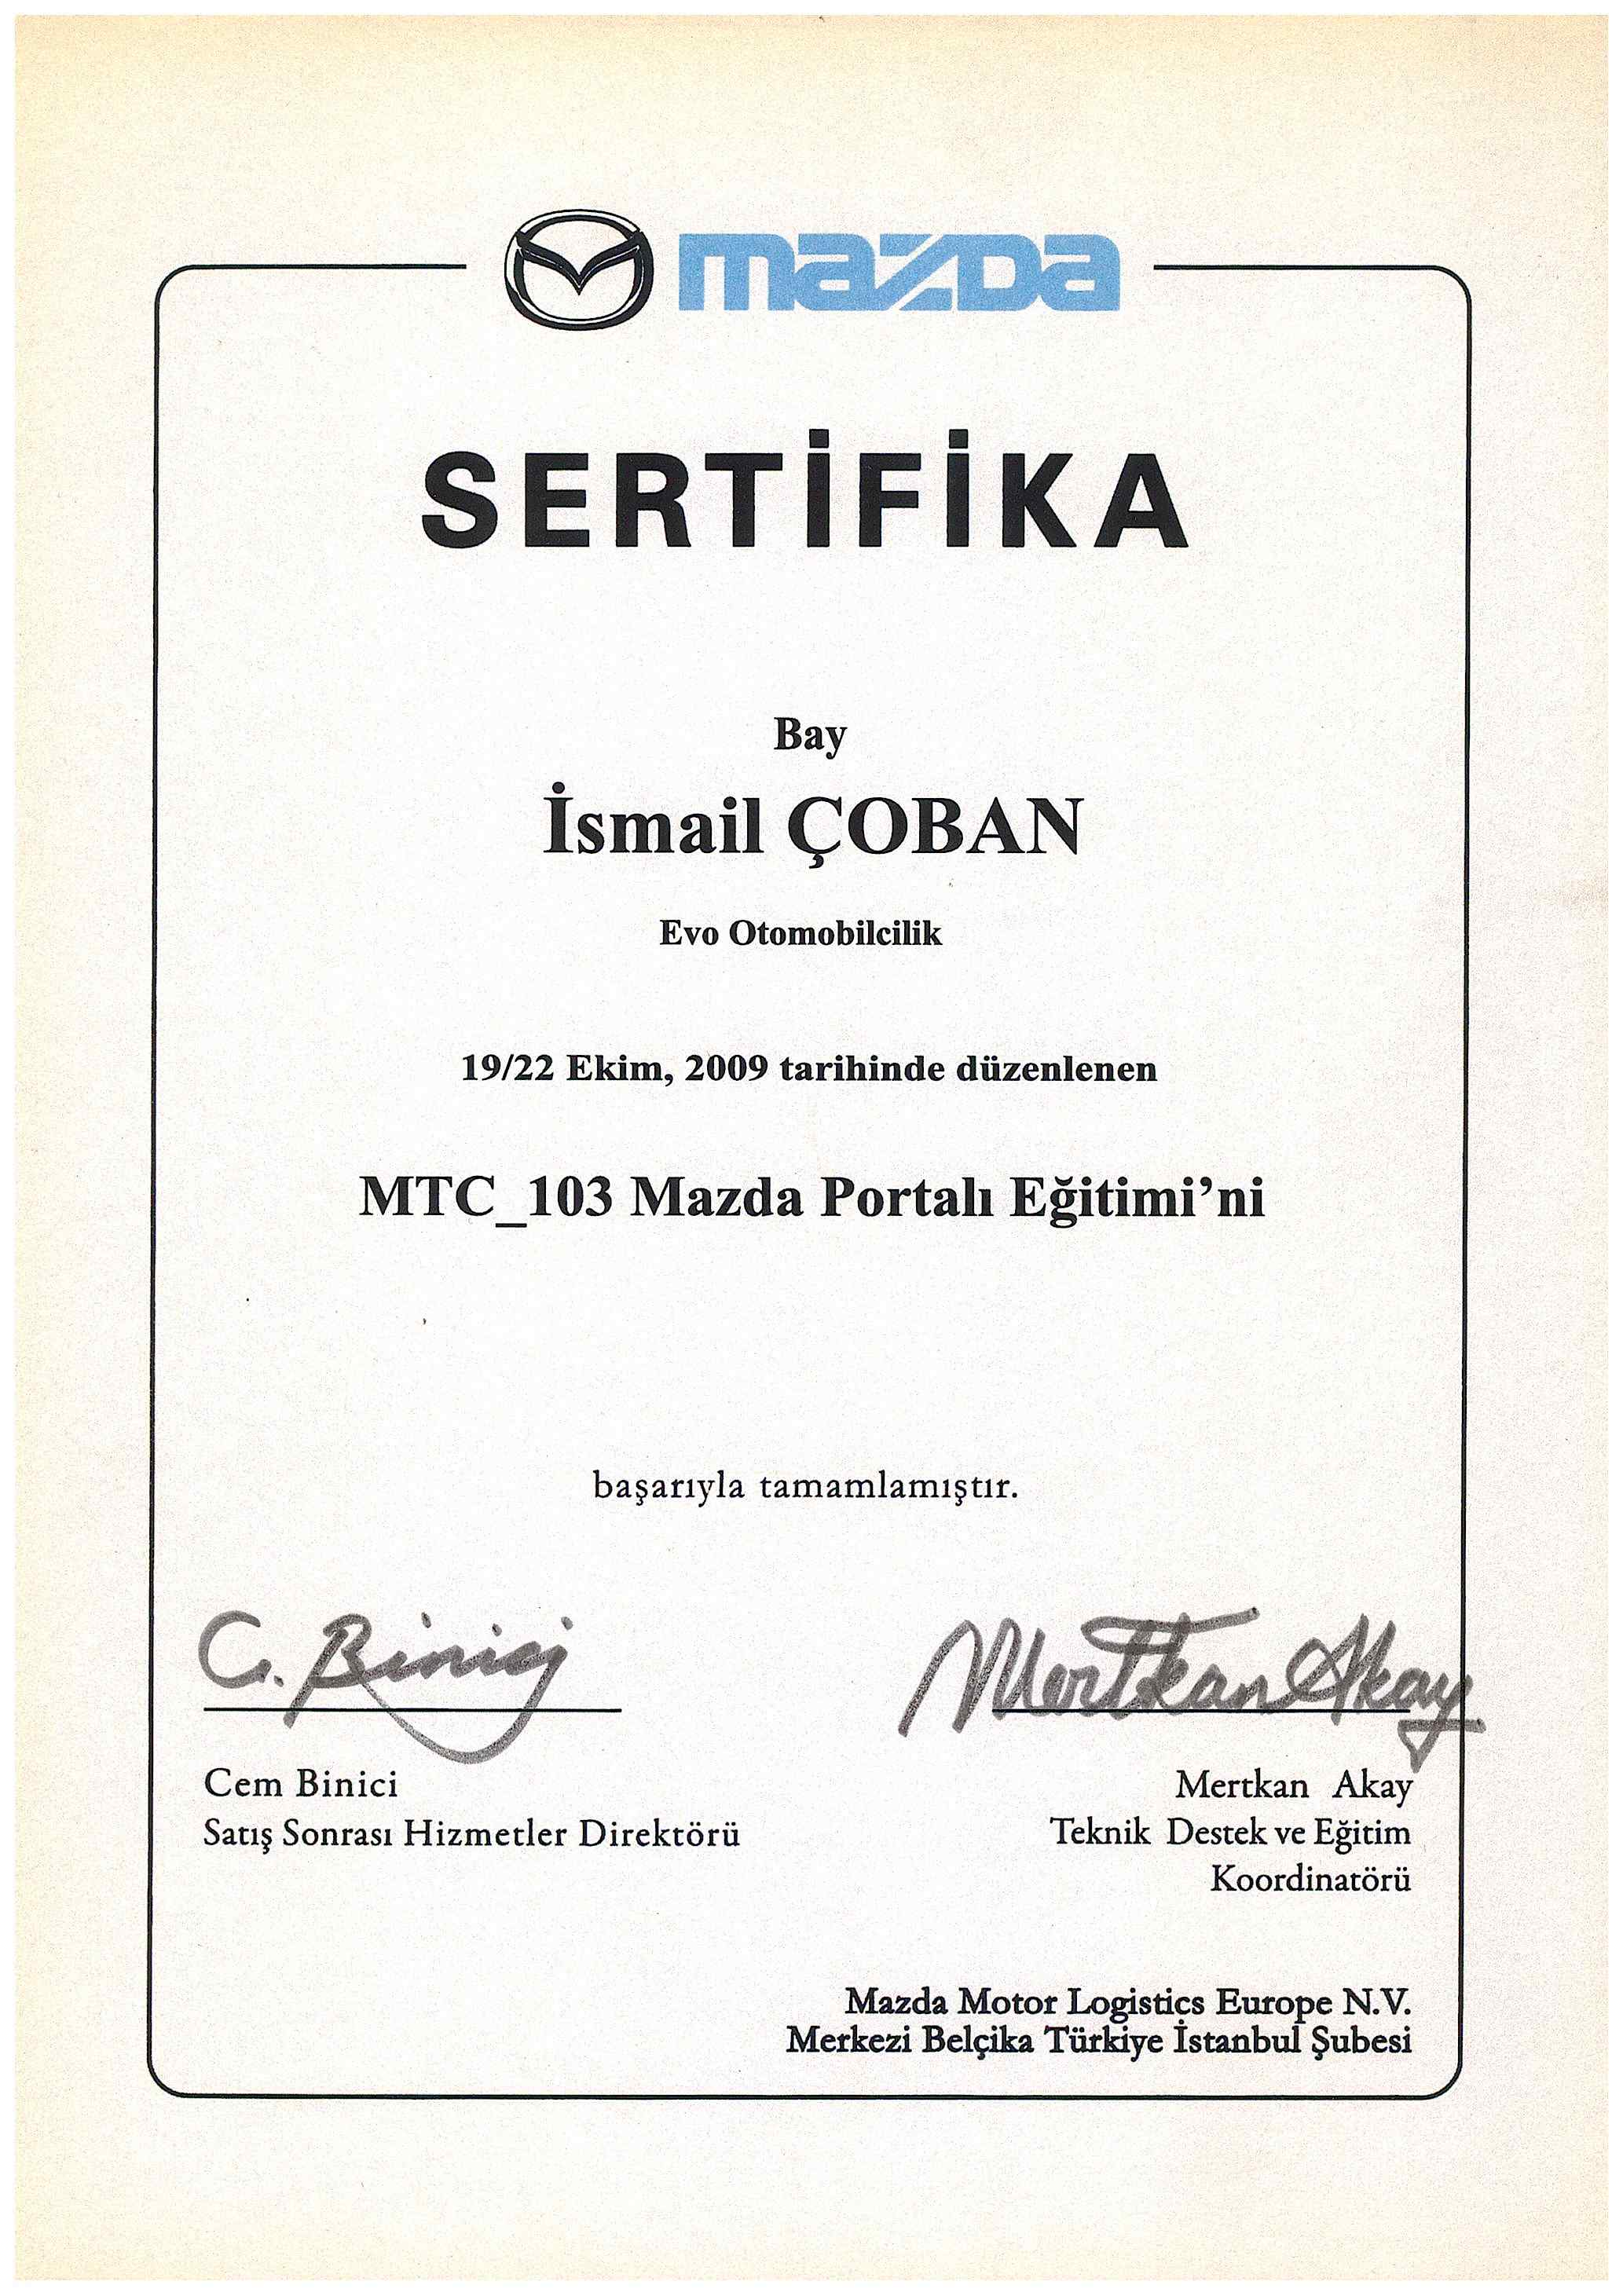 mazda
SERTİFİKA
Bay
İsmail ÇOBAN
Evo Otomobilcilik
19/22 Ekim, 2009 tarihinde düzenlenen
MTC_103 Mazda Portalı Eğitimi’ni
başarıyla tamamlamıştır.
C. Binici
Mertkan Akay
Cem Binici
Satış Sonrası Hizmetler Direktörü
Mertkan Akay
Teknik Destek ve Eğitim
Koordinatörü
Mazda Motor Logistics Europe N.V.
Merkezi Belçika Türkiye İstanbul Şubesi